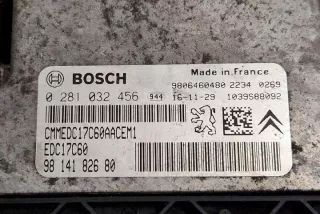 BOSCH
Made in France
9806460480 2234 0269
0 281 032 456 944 16-11-29 1039S88092
CMMEDC17C60AACEM1
EDC17C60
98 141 826 80